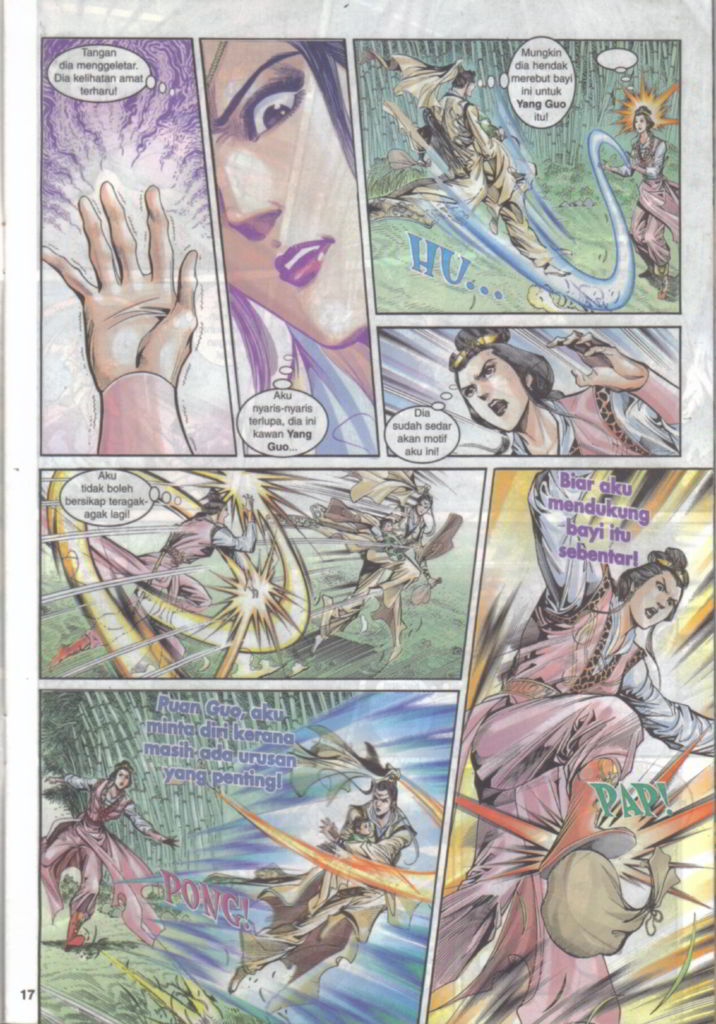 Tangan
dia menggeletar.
Dia kelihatan amat
terharu!
Aku
nyaris-nyaris
terlupa, dia ini
kawan Yang
Guo...
Mungkin
dia hendak
merebut bayi
ini untuk
Yang Guo
itu!
HU...
Dia
sudah sedar
akan motif
aku ini!
Aku
tidak boleh
bersikap teragak-
agak lagi!
Biar aku
mendukung
bayi itu
sebentar!
PAP!
Puan Guo, aku
minta diri kerana
masih ada urusan
yang penting!
PONG!
17